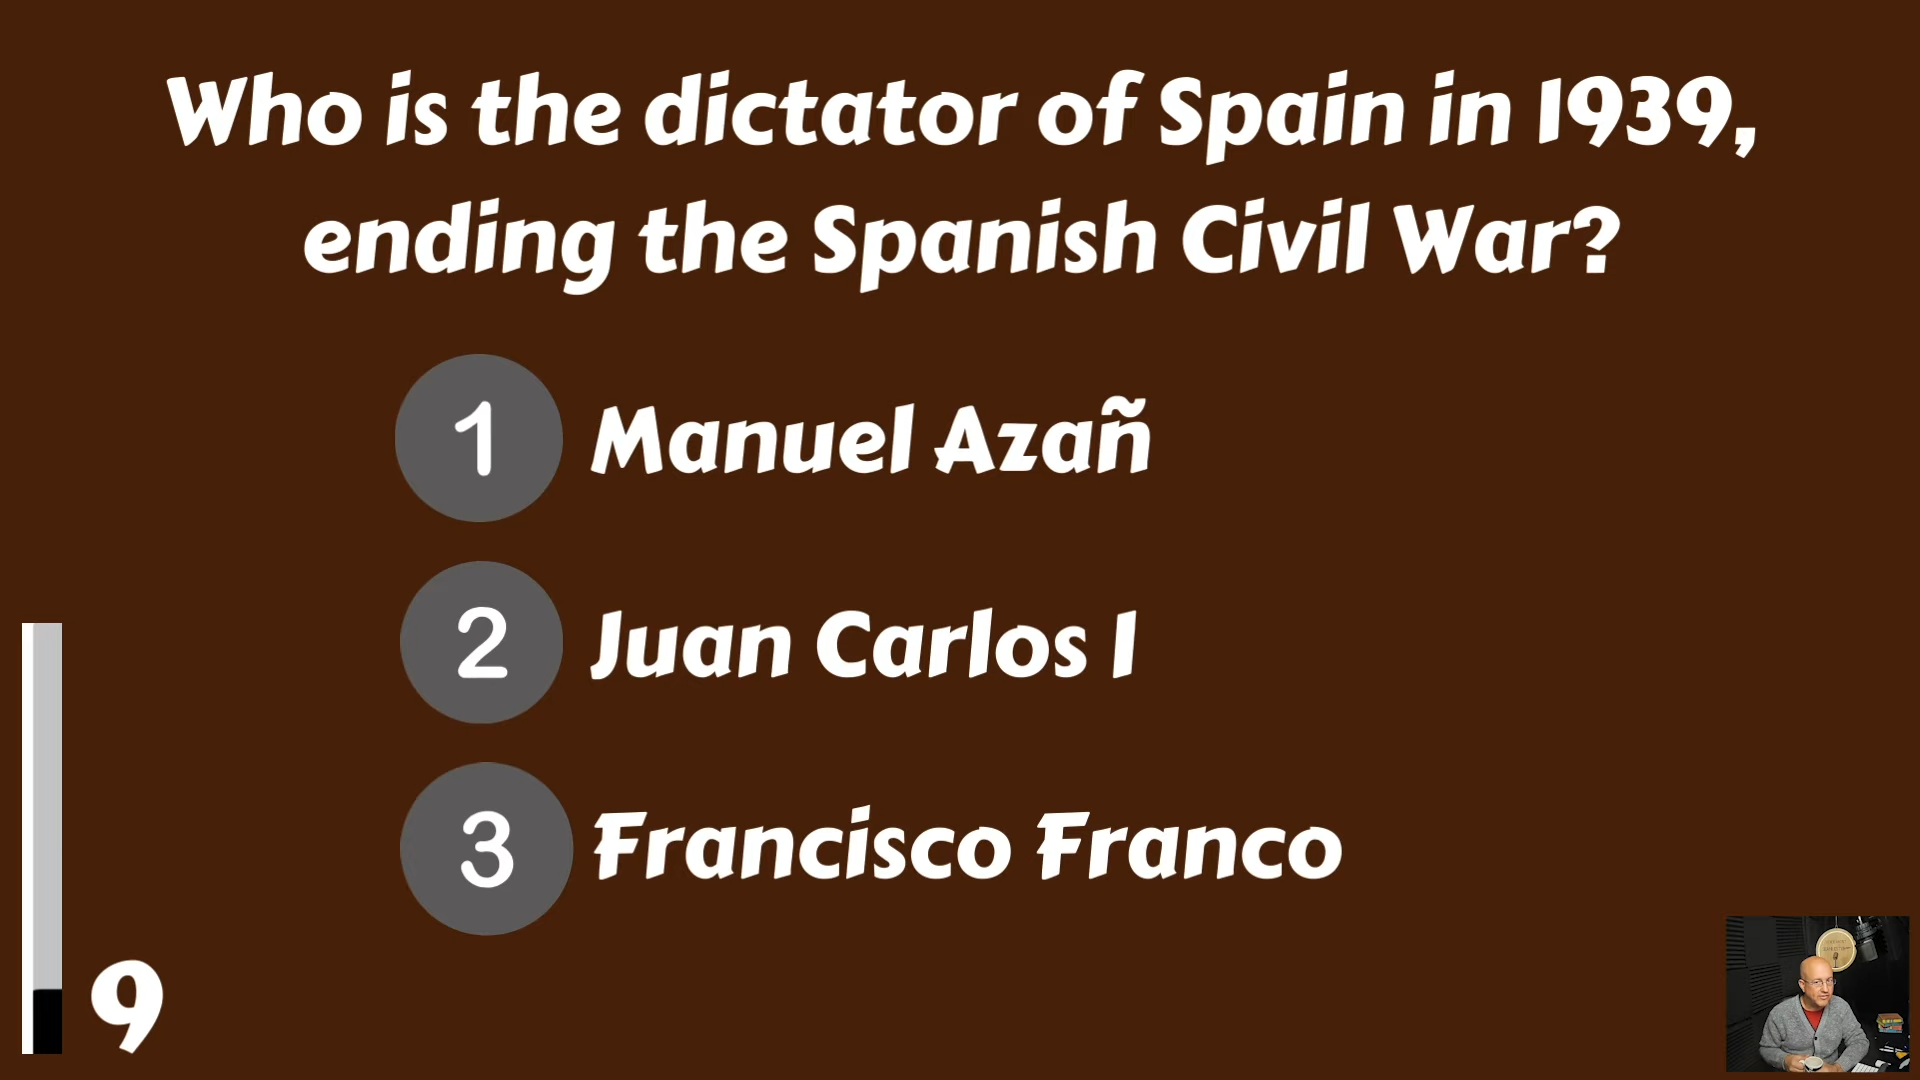 Who is the dictator of Spain in 1939,
ending the Spanish Civil War?
1 Manuel Azañ
2 Juan Carlos I
3 Francisco Franco
9